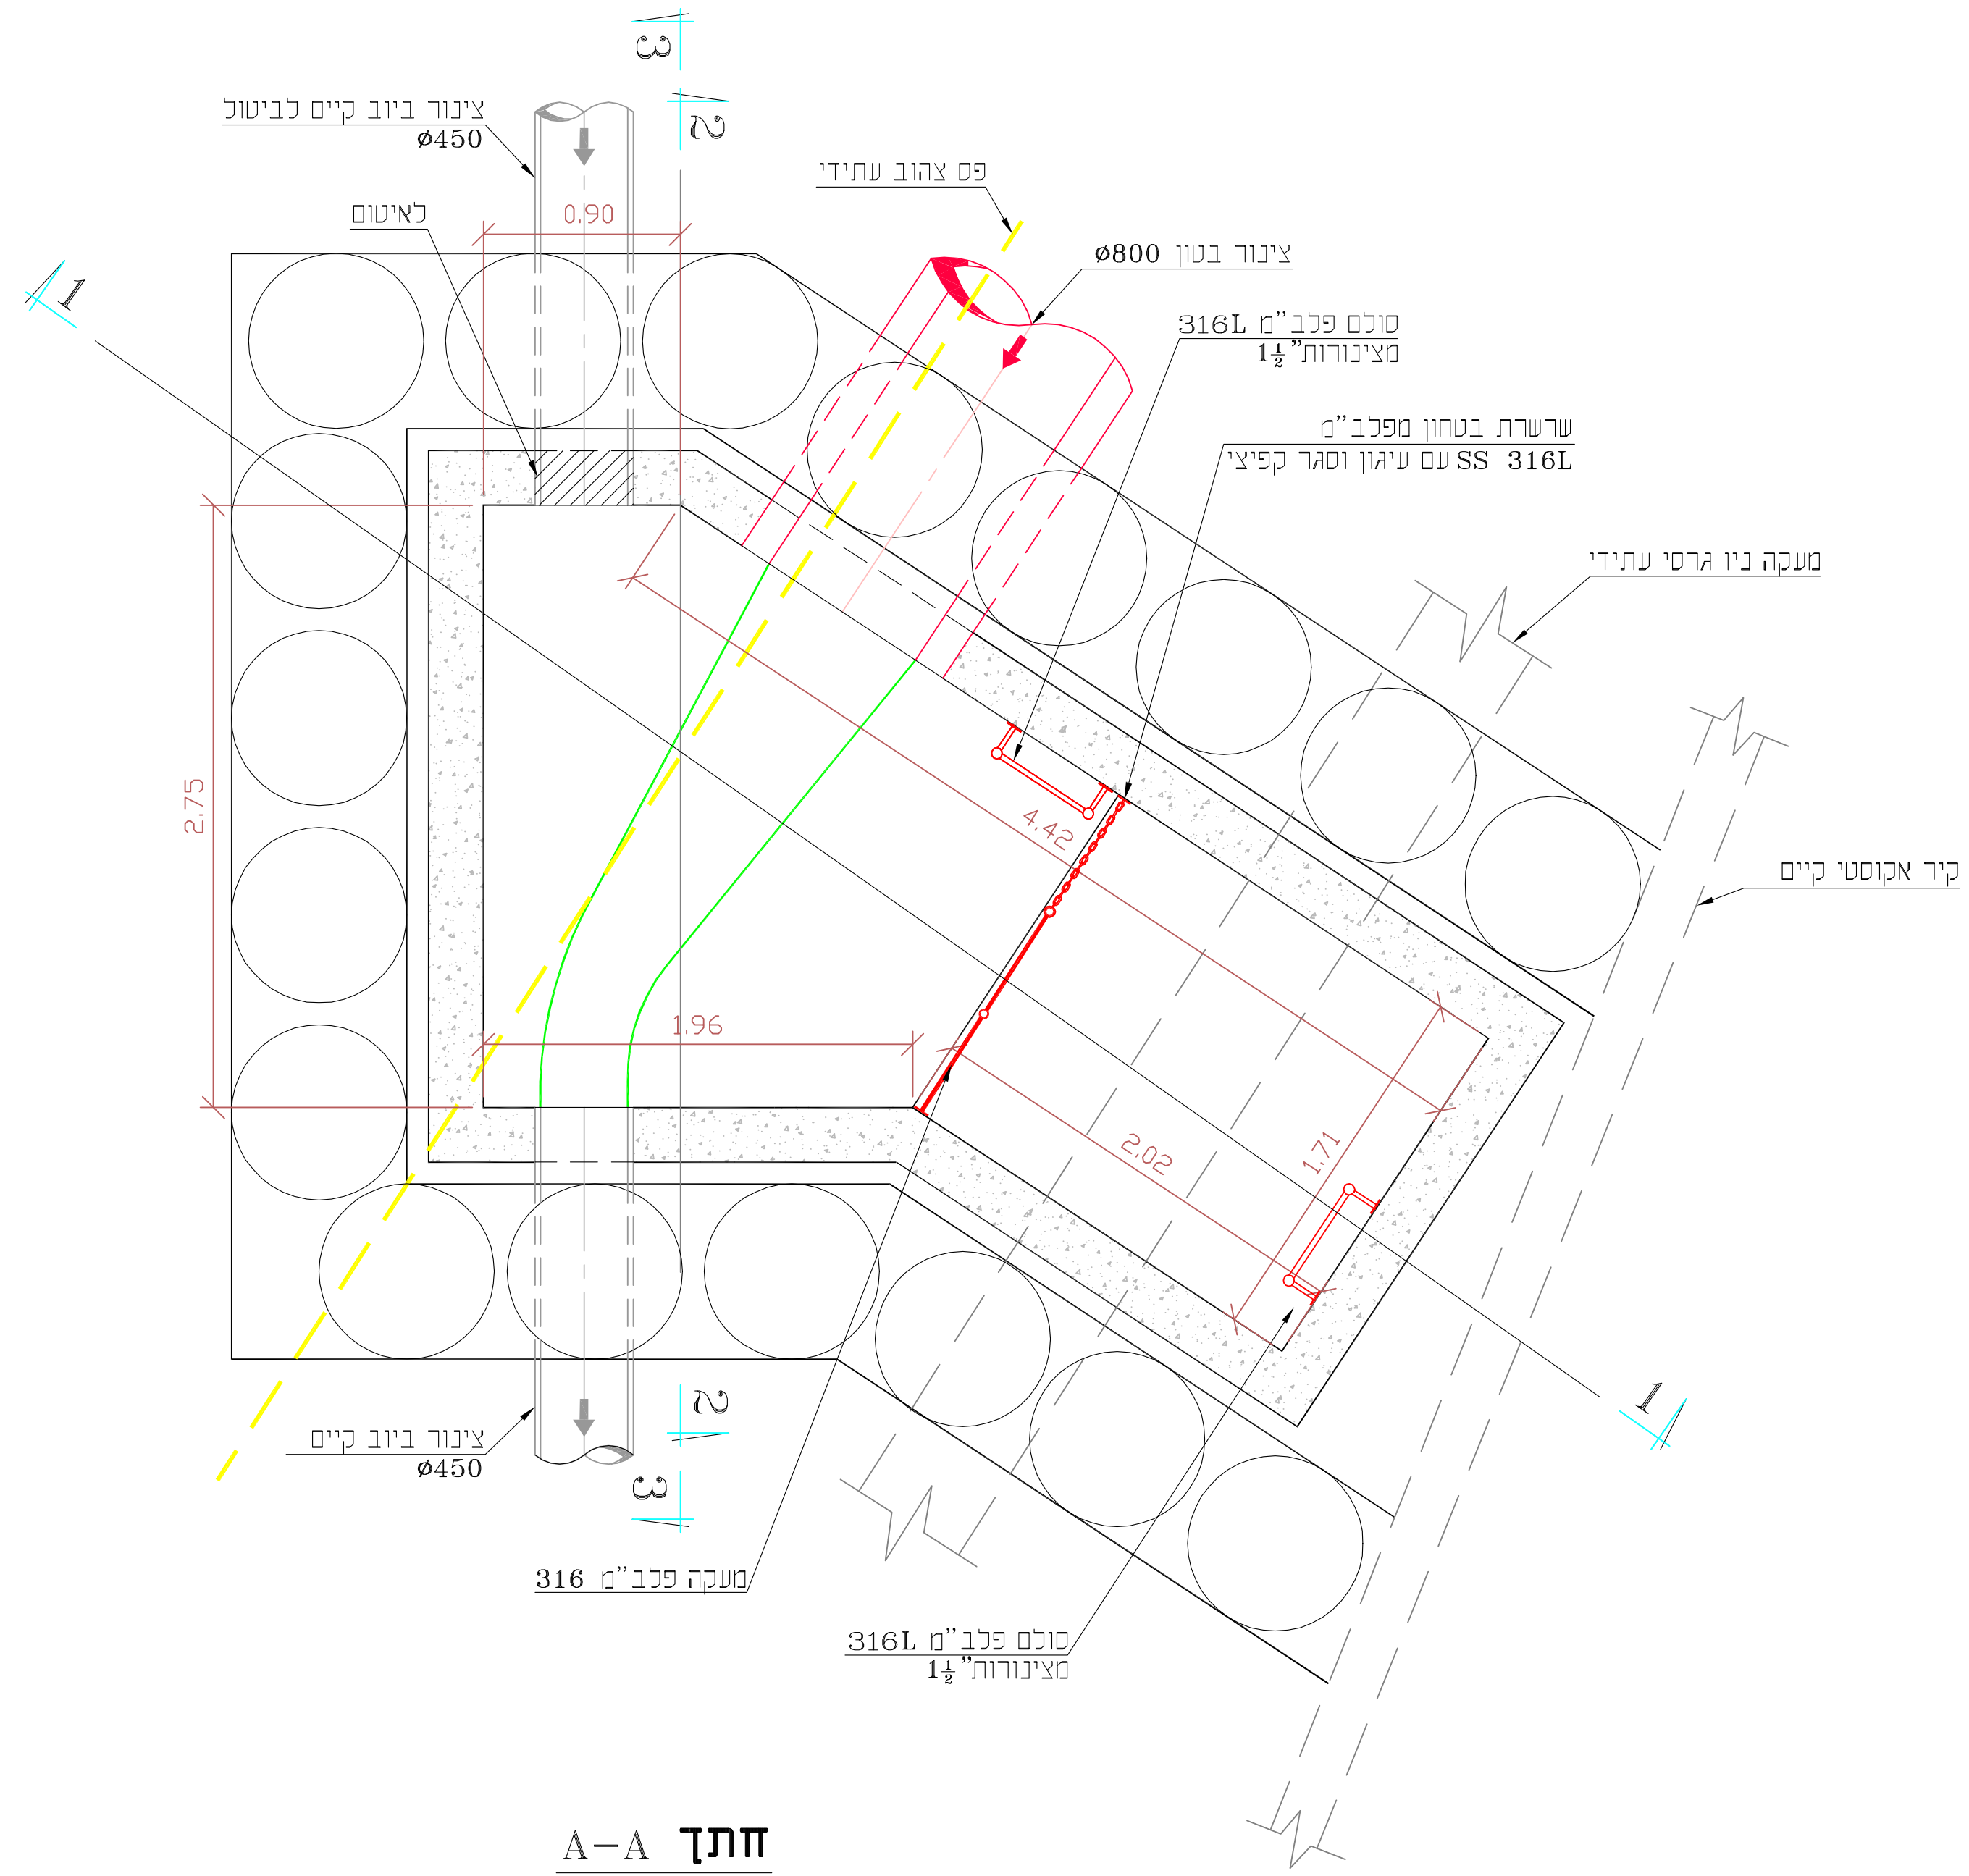 3
2
צינור ביוב קיים לביטול
ø450
פס צהוב עתידי
לאיטום
0.90
צינור בטון ø800
1
סולם פלב"מ 316L
מצינורות "1½
שרשרת בטחון מפלב"מ
SS 316L עם עיגון וסגר קפיצי
מעקה ניו גרסי עתידי
2.75
4.42
קיר אקוסטי קיים
1.96
2.02
1.71
2
1
צינור ביוב קיים
ø450
3
מעקה פלב"מ 316
סולם פלב"מ 316L
מצינורות "1½
חתך A-A